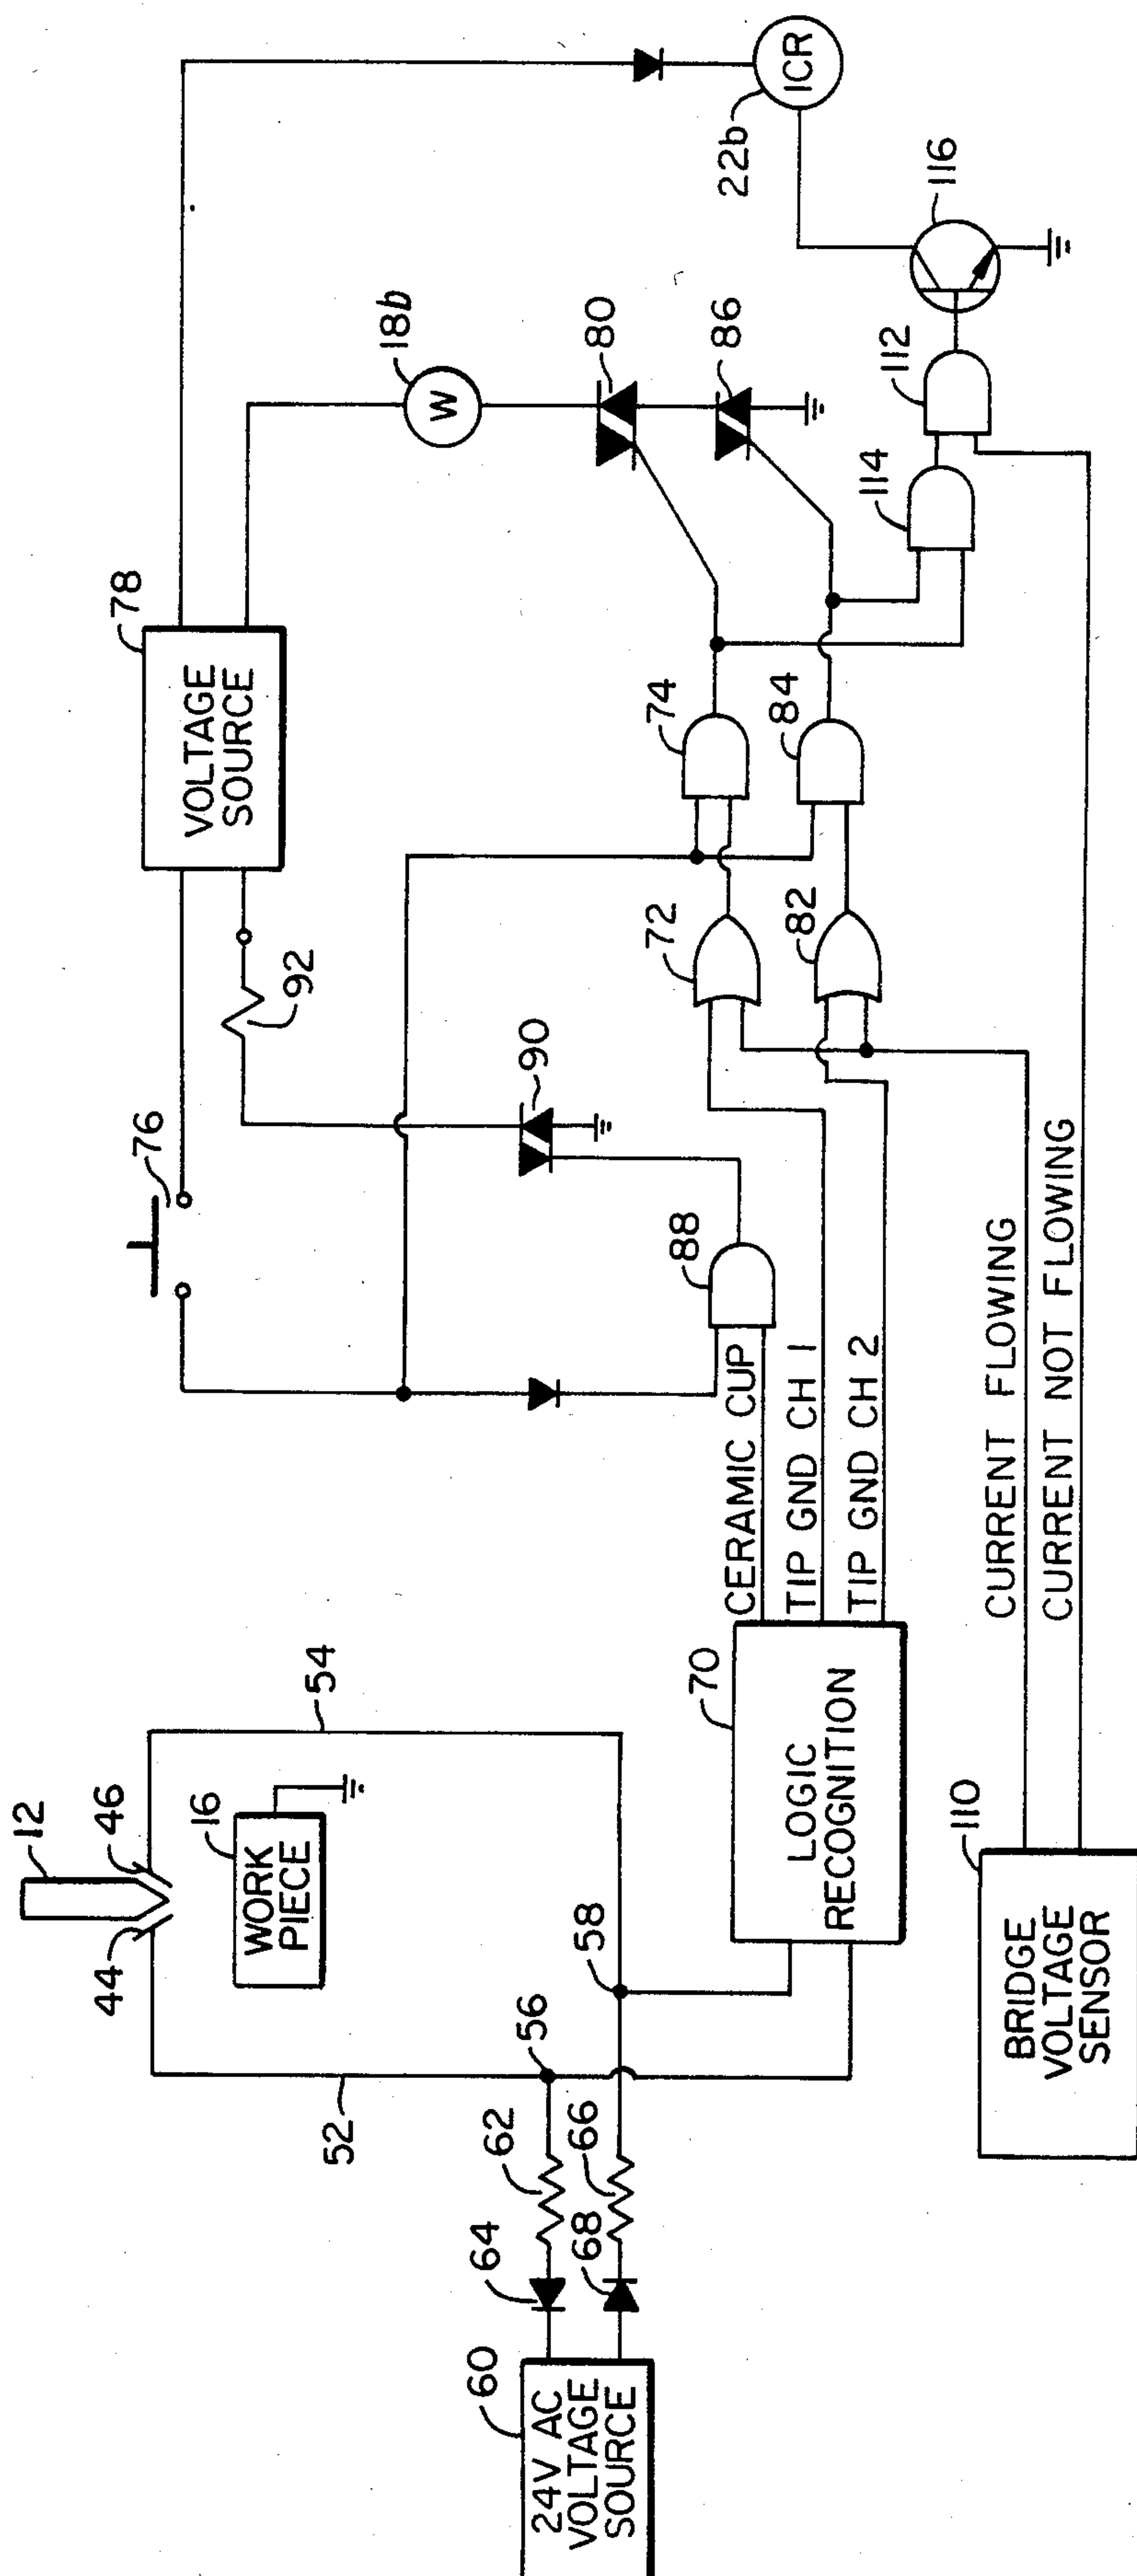 12
44
46
16
WORK
PIECE
54
52
56
58
62
64
66
68
60
24V AC
VOLTAGE
SOURCE
70
LOGIC
RECOGNITION
CERAMIC CUP
TIP GND CH 1
TIP GND CH 2
110
BRIDGE
VOLTAGE
SENSOR
CURRENT FLOWING
CURRENT NOT FLOWING
76
88
90
92
78
VOLTAGE
SOURCE
72
82
74
84
18b
W
80
86
114
112
116
22b
ICR